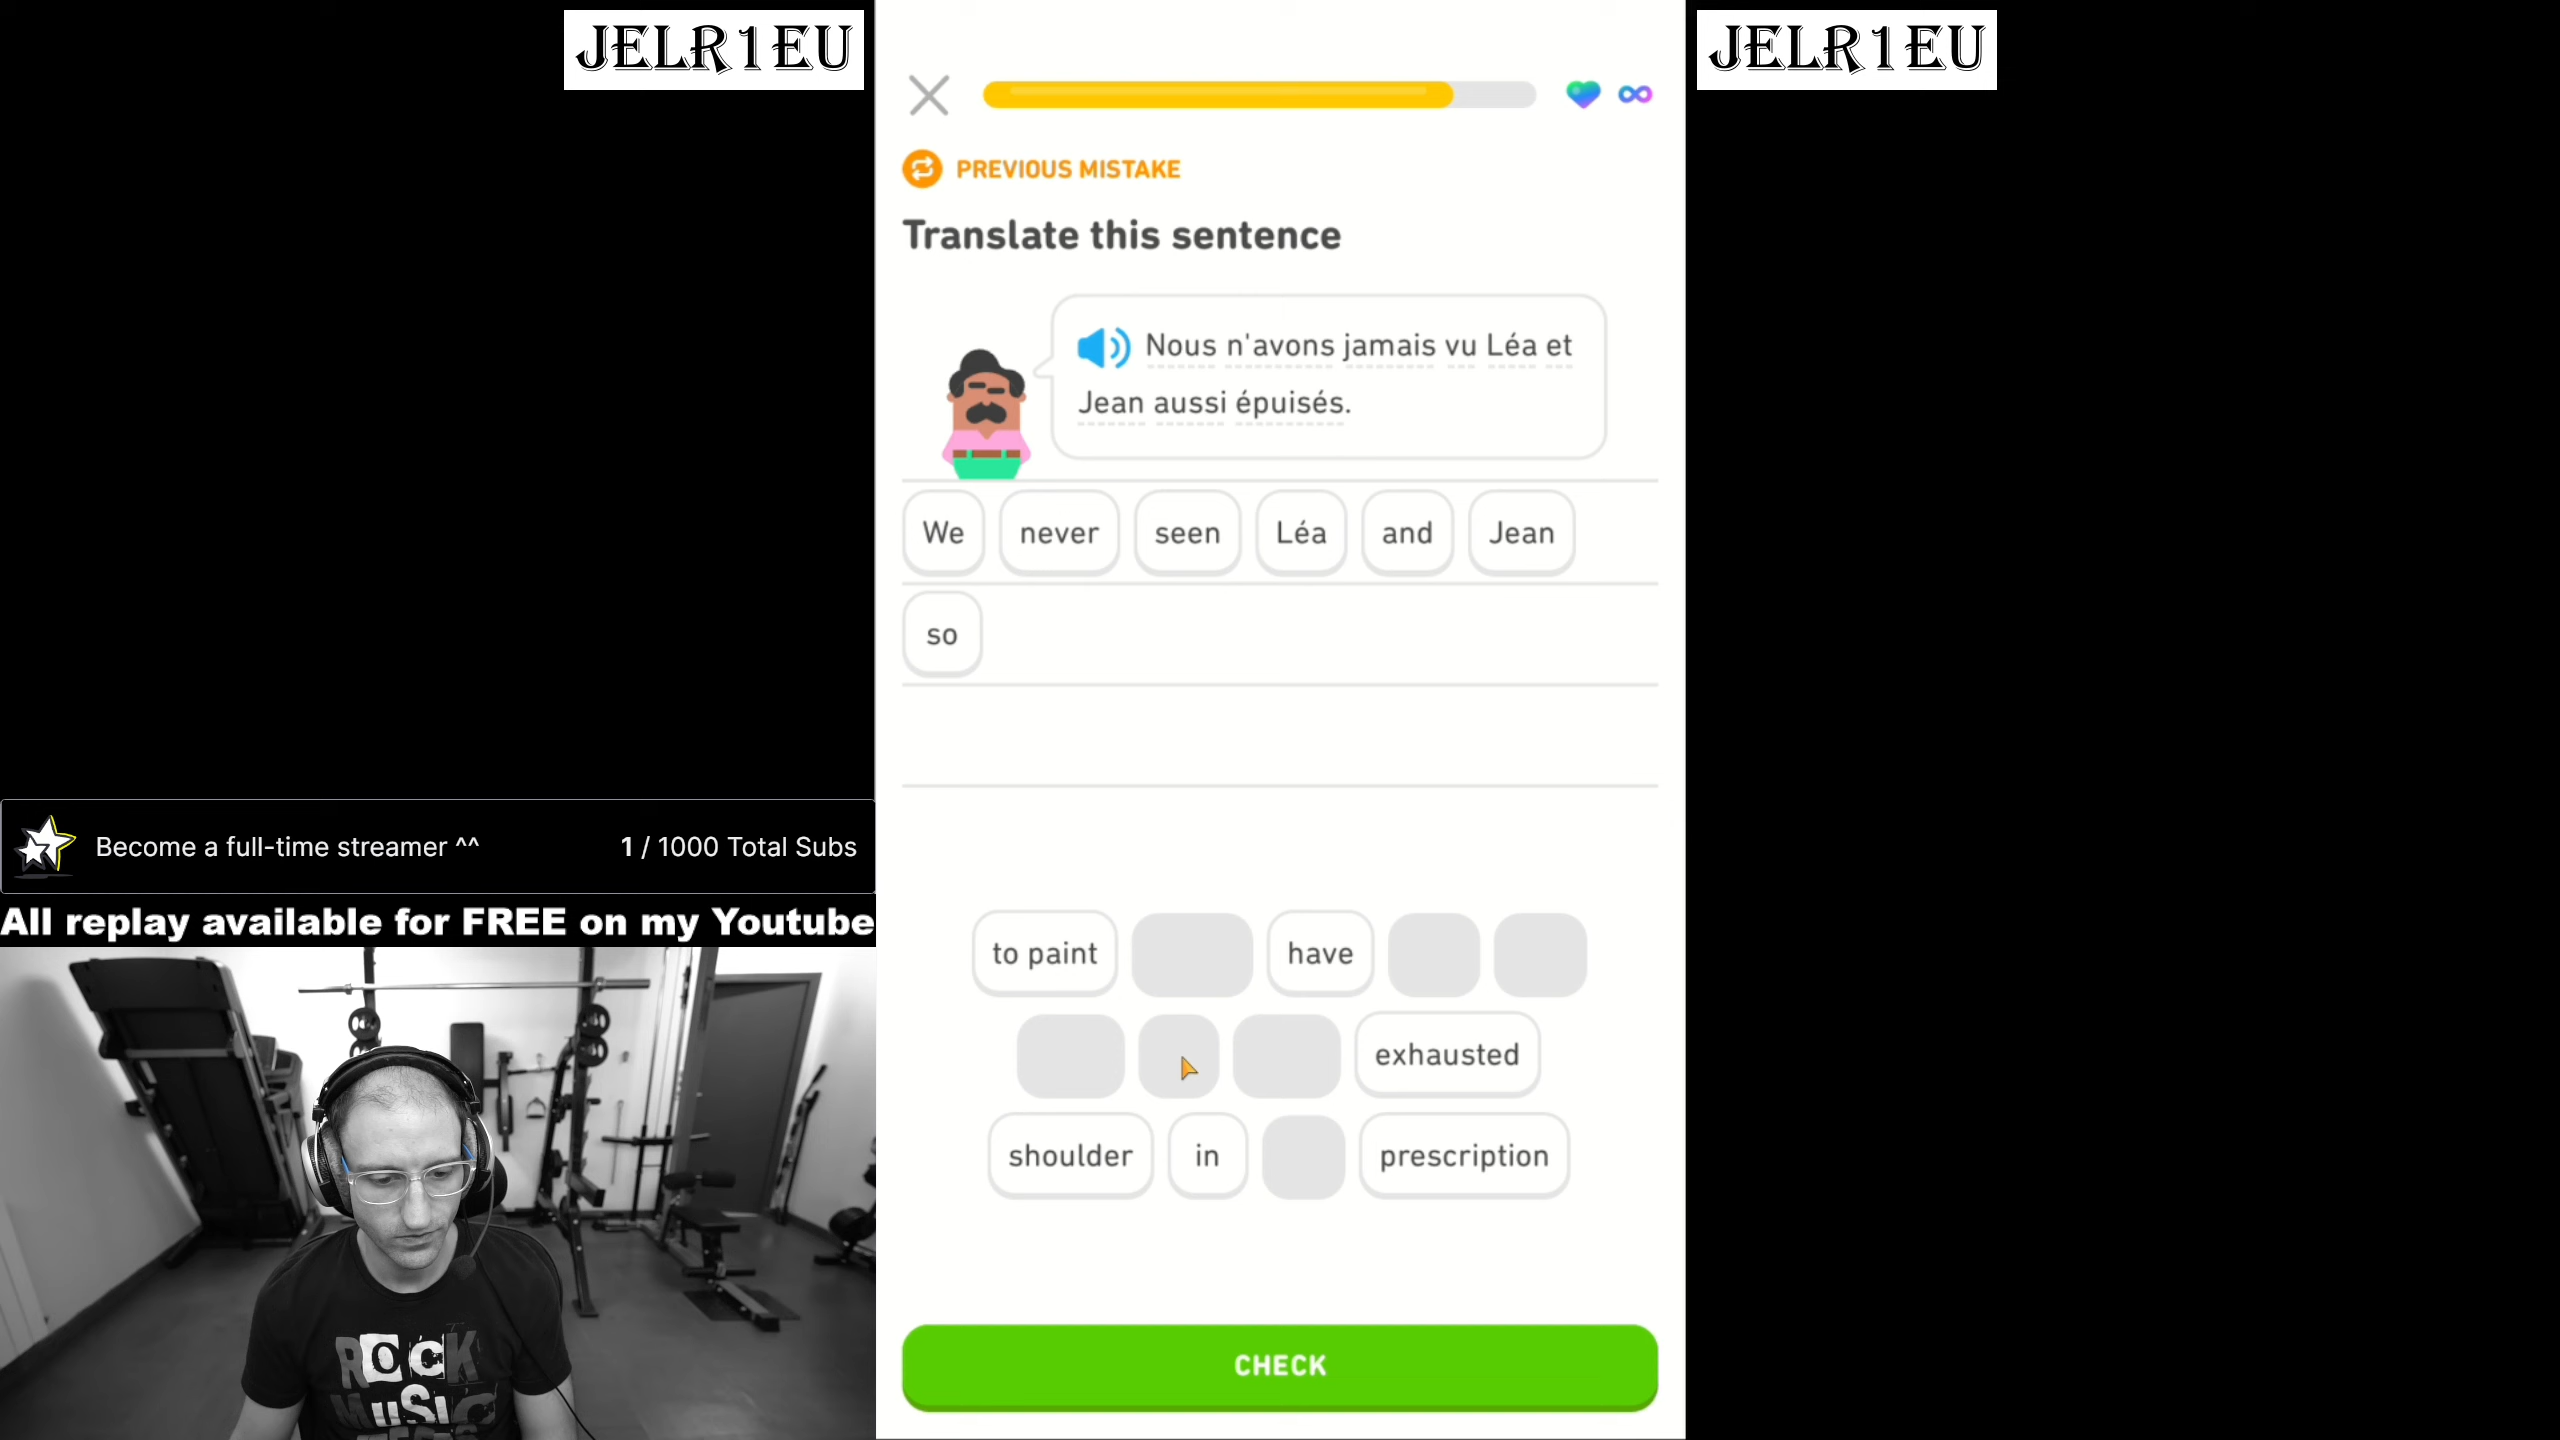 JELR1EU
JELR1EU
PREVIOUS MISTAKE
Translate this sentence
Nous n'avons jamais vu Léa et
Jean aussi épuisés.
We never seen Léa and Jean
so
to paint have
exhausted
shoulder in prescription
CHECK
Become a full-time streamer ^^ 1 / 1000 Total Subs
All replay available for FREE on my Youtube
ROCK
MUSIC